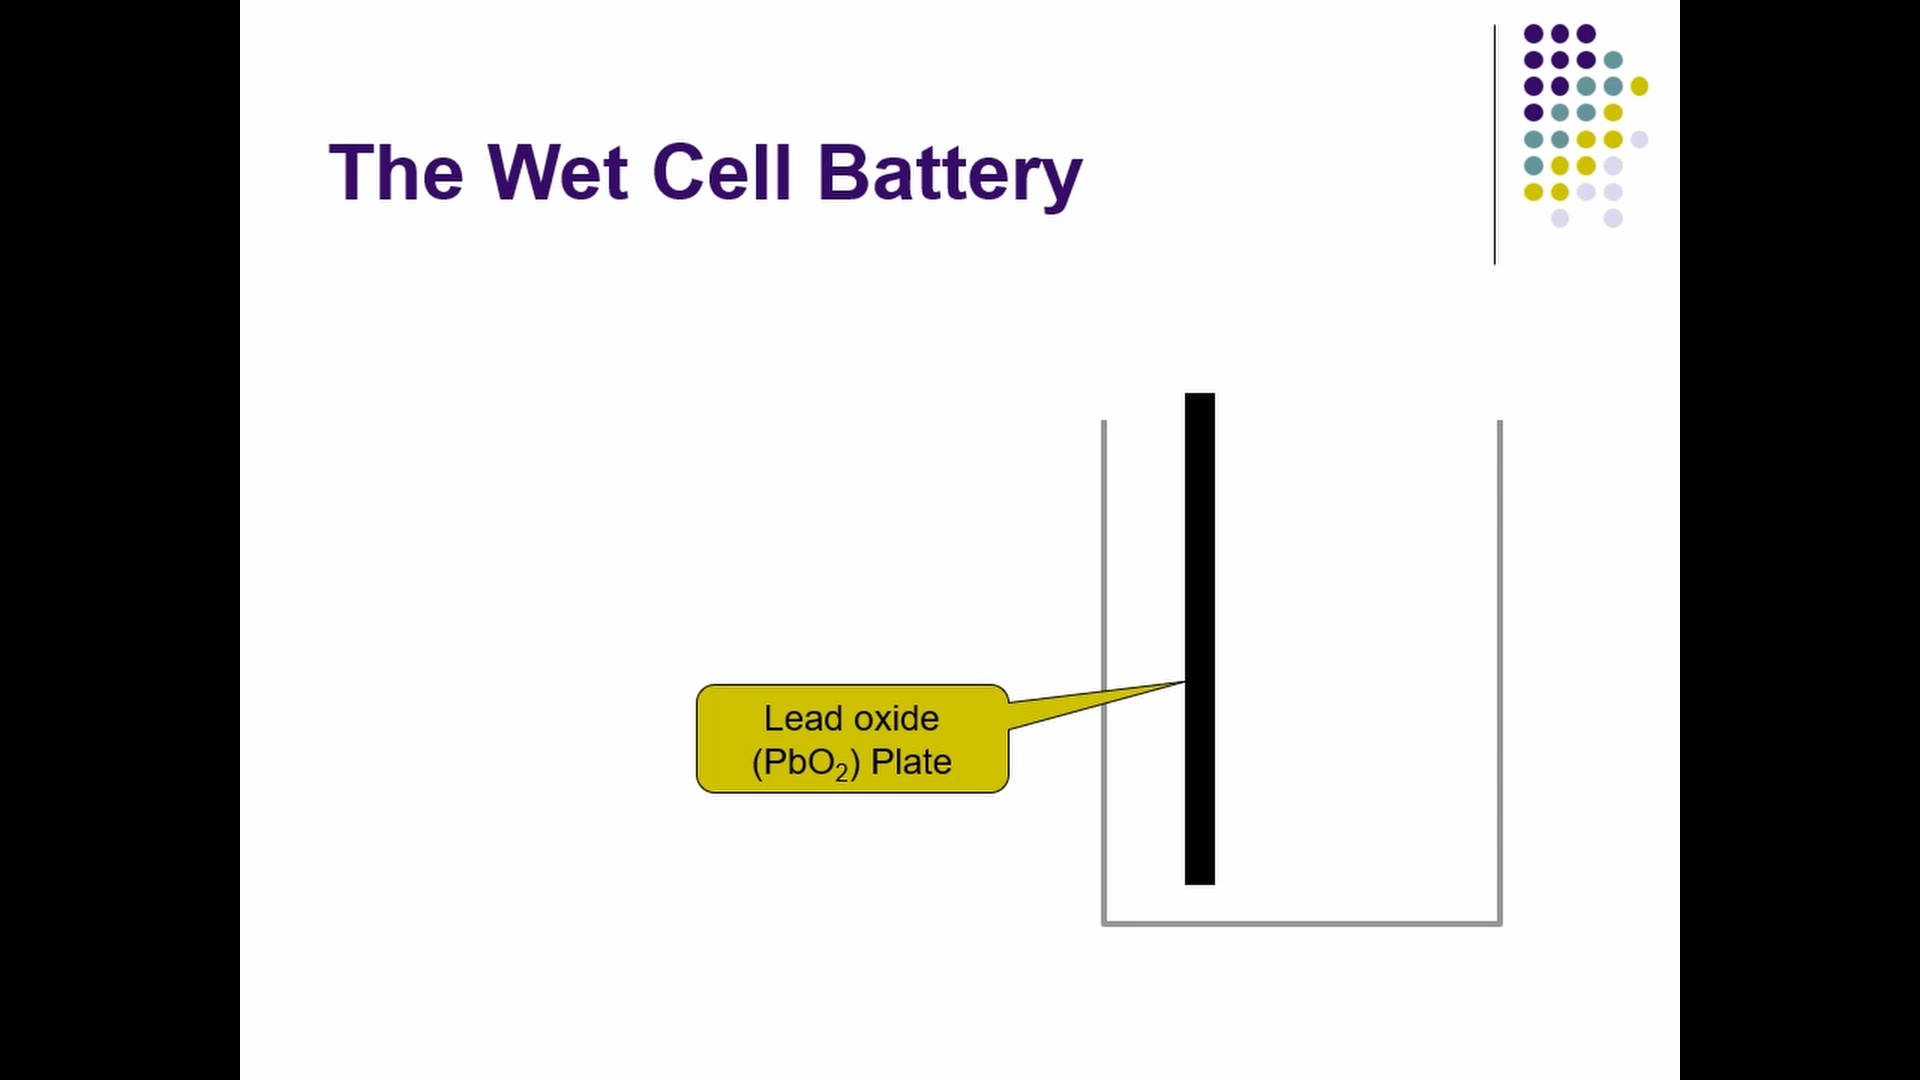 The Wet Cell Battery
Lead oxide
(PbO₂) Plate